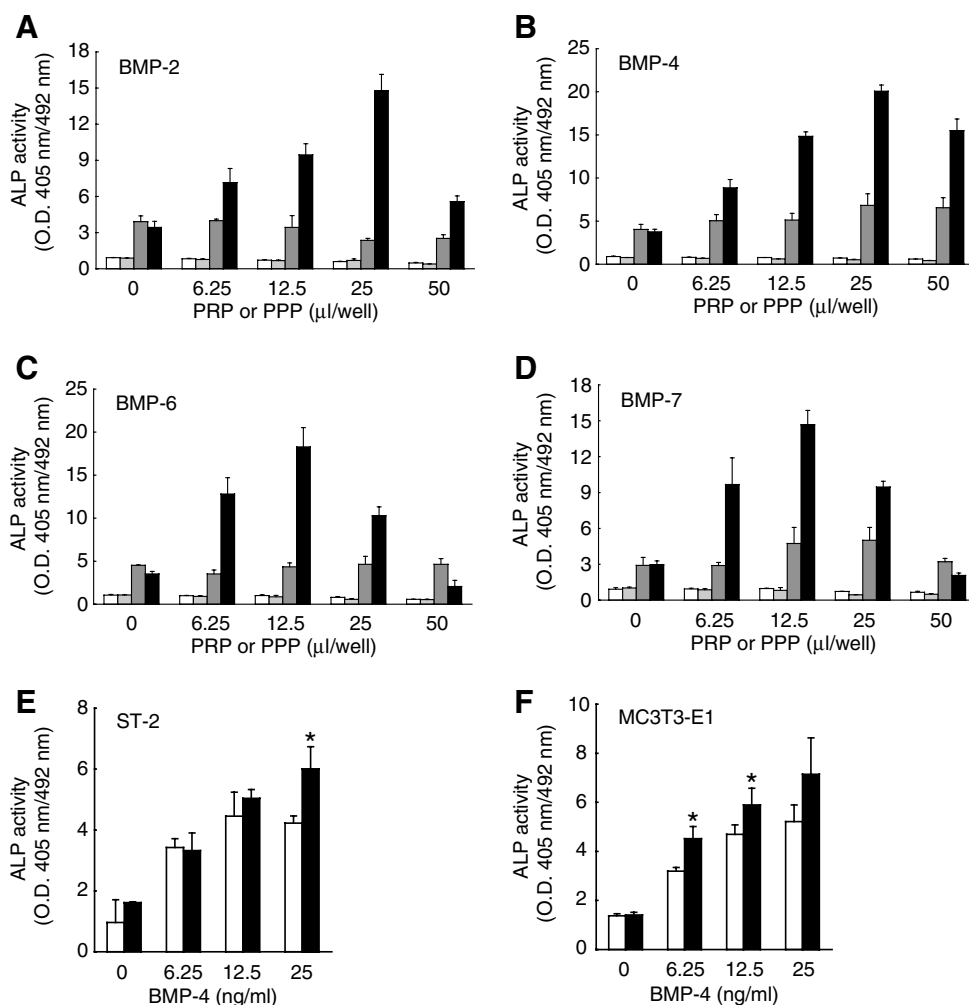 A
BMP-2
ALP activity
(O.D. 405 nm/492 nm)
18
15
12
9
6
3
0
0 6.25 12.5 25 50
PRP or PPP (μl/well)
B
BMP-4
ALP activity
(O.D. 405 nm/492 nm)
25
20
15
10
5
0
0 6.25 12.5 25 50
PRP or PPP (μl/well)
C
BMP-6
ALP activity
(O.D. 405 nm/492 nm)
25
20
15
10
5
0
0 6.25 12.5 25 50
PRP or PPP (μl/well)
D
BMP-7
ALP activity
(O.D. 405 nm/492 nm)
18
15
12
9
6
3
0
0 6.25 12.5 25 50
PRP or PPP (μl/well)
E
ST-2
*
ALP activity
(O.D. 405 nm/492 nm)
8
6
4
2
0
0 6.25 12.5 25
BMP-4 (ng/ml)
F
MC3T3-E1
* *
ALP activity
(O.D. 405 nm/492 nm)
10
8
6
4
2
0
0 6.25 12.5 25
BMP-4 (ng/ml)